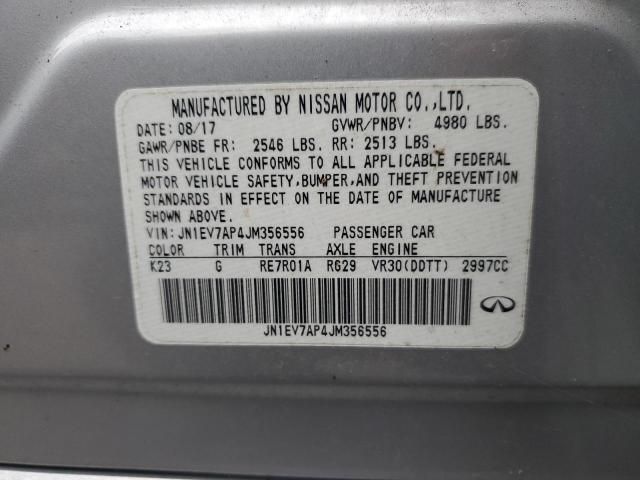 MANUFACTURED BY NISSAN MOTOR CO.,LTD.
DATE: 08/17 GVWR/PNBV: 4980 LBS.
GAWR/PNBE FR: 2546 LBS. RR: 2513 LBS.
THIS VEHICLE CONFORMS TO ALL APPLICABLE FEDERAL
MOTOR VEHICLE SAFETY,BUMPER,AND THEFT PREVENTION
STANDARDS IN EFFECT ON THE DATE OF MANUFACTURE
SHOWN ABOVE.
VIN: JN1EV7AP4JM356556 PASSENGER CAR
COLOR TRIM TRANS AXLE ENGINE
K23 G RE7R01A R629 VR30(DDTT) 2997CC
JN1EV7AP4JM356556